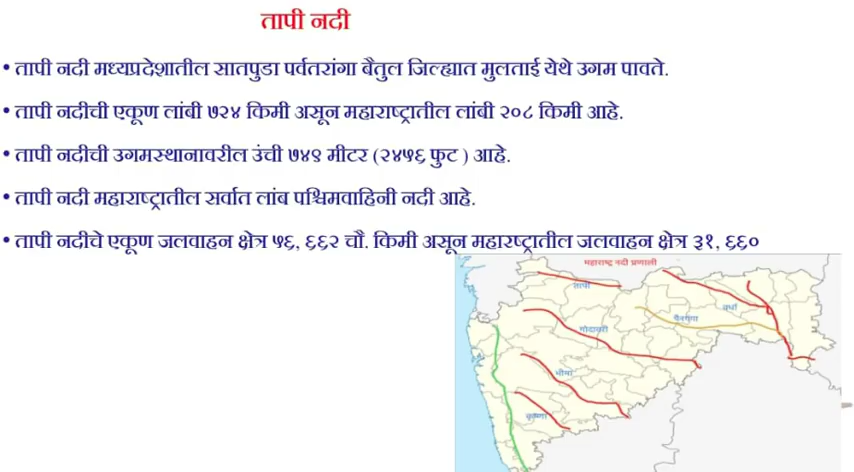 तापी नदी
• तापी नदी मध्यप्रदेशातील सातपुडा पर्वतरांगा बैतुल जिल्ह्यात मुलताई येथे उगम पावते.
• तापी नदीची एकूण लांबी ७२४ किमी असून महाराष्ट्रातील लांबी २०८ किमी आहे.
• तापी नदीची उगमस्थानावरील उंची ७४९ मीटर (२४५६ फुट ) आहे.
• तापी नदी महाराष्ट्रातील सर्वात लांब पश्चिमवाहिनी नदी आहे.
• तापी नदीचे एकूण जलवाहन क्षेत्र ५६, ६६२ चौ. किमी असून महारष्ट्रातील जलवाहन क्षेत्र ३१, ६६०
महाराष्ट्र नदी प्रणाली
तापी
वर्धा
पैनगंगा
गोदावरी
भीमा
कृष्णा